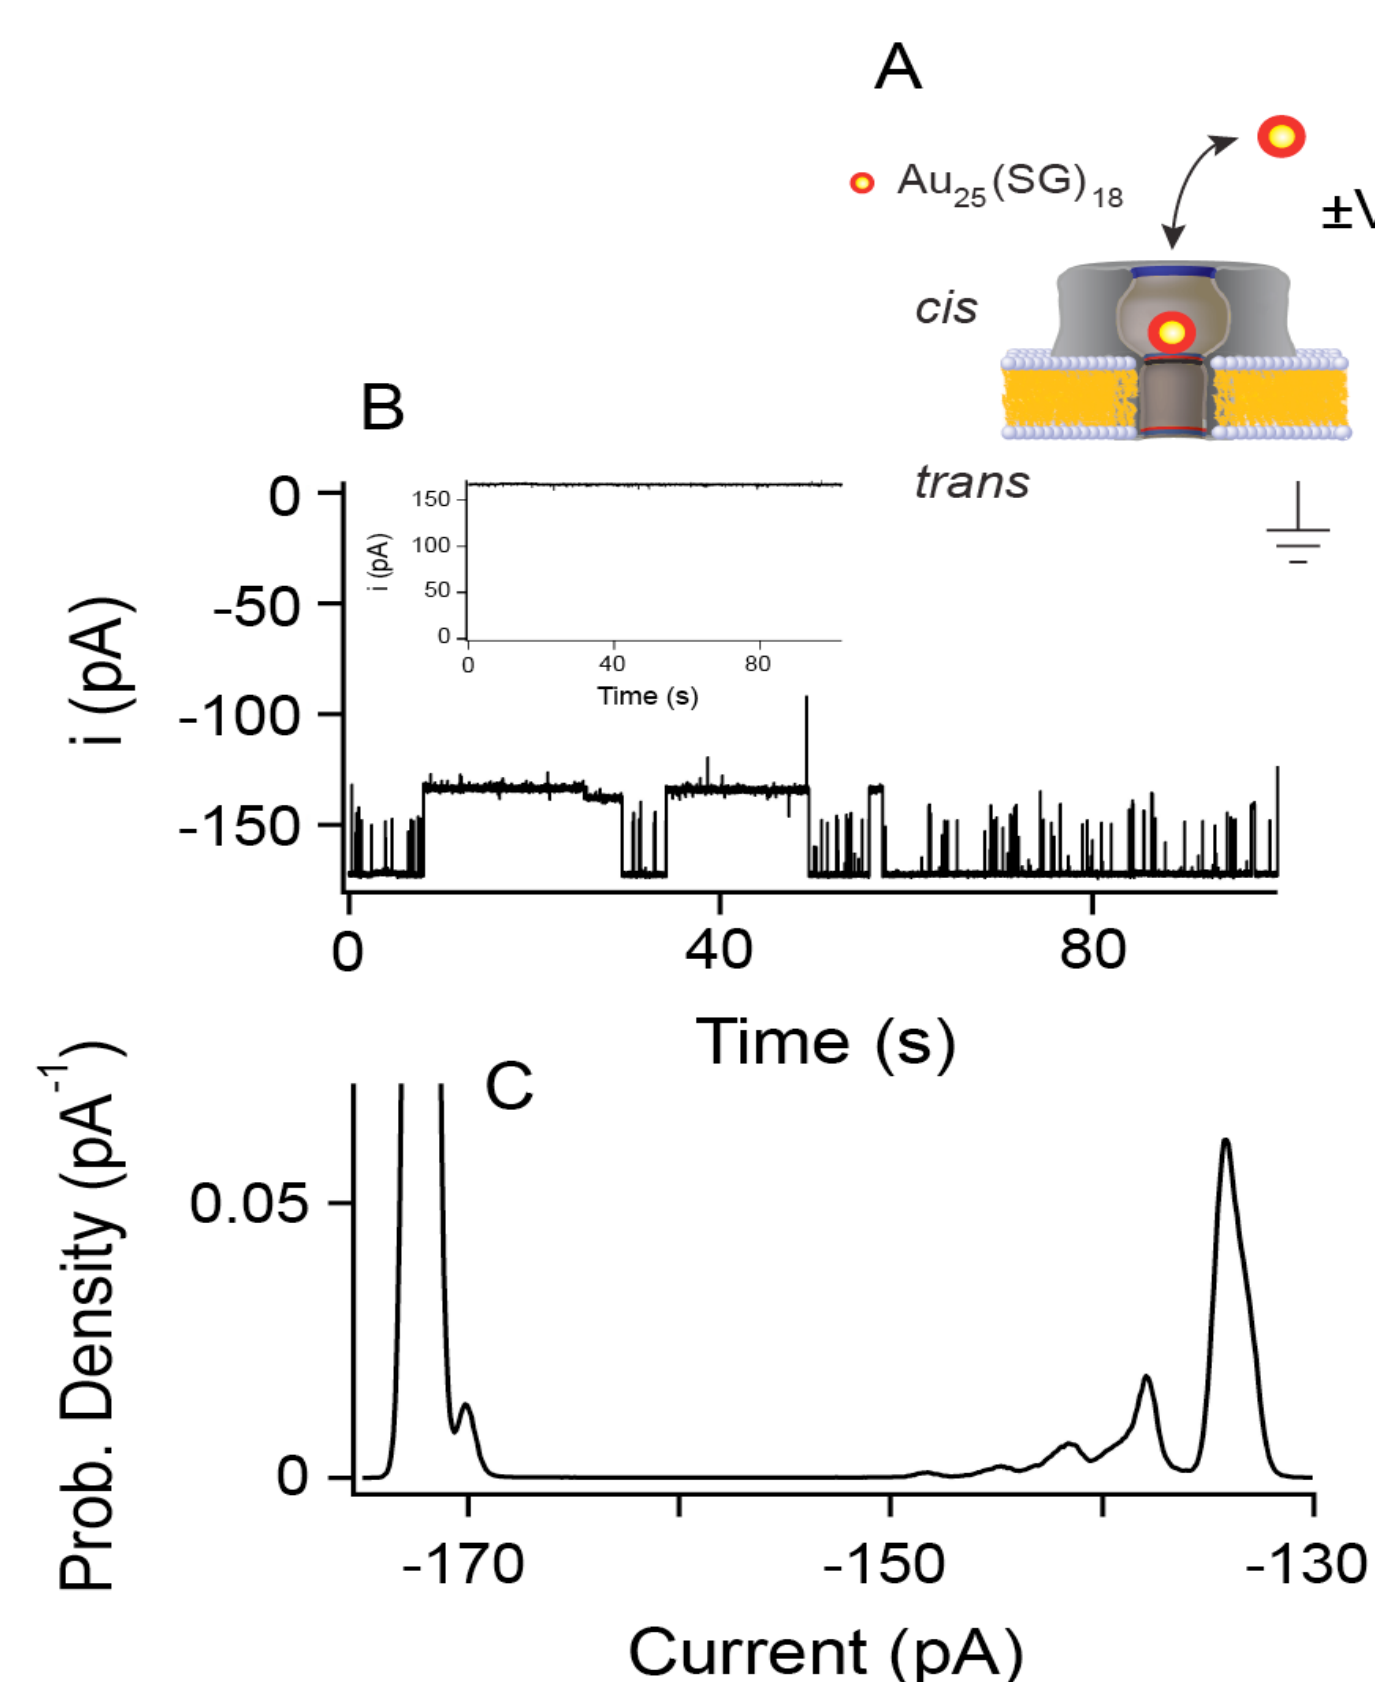 A
Au25(SG)18
±V
cis
trans
B
0
-50
-100
-150
i (pA)
150
100
50
0
i (pA)
0 40 80
Time (s)
0 40 80
Time (s)
C
Prob. Density (pA-1)
0.05
0
-170 -150 -130
Current (pA)